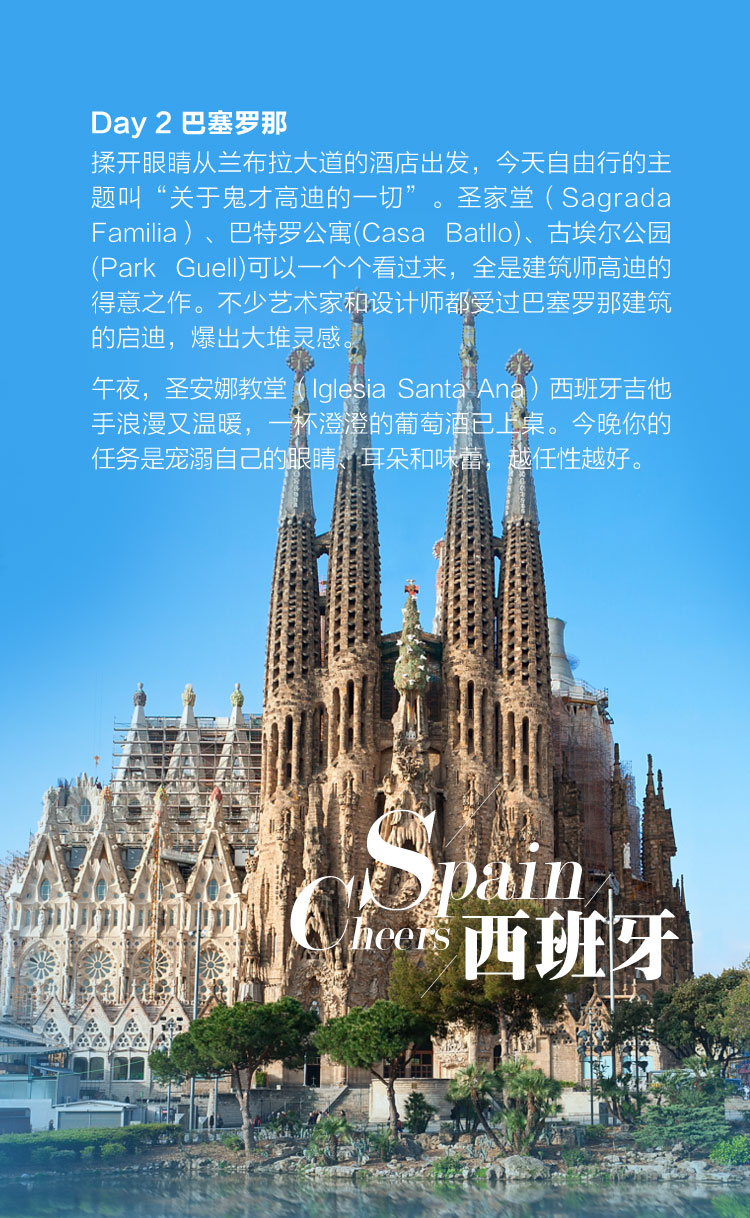 Day 2 巴塞罗那
揉开眼睛从兰布拉大道的酒店出发，今天自由行的主
题叫“关于鬼才高迪的一切”。圣家堂（Sagrada
Familia）、巴特罗公寓(Casa Batllo)、古埃尔公园
(Park Guell)可以一个个看过来，全是建筑师高迪的
得意之作。不少艺术家和设计师都受过巴塞罗那建筑
的启迪，爆出大堆灵感。
午夜，圣安娜教堂（Iglesia Santa Ana）西班牙吉他
手浪漫又温暖，一杯澄澄的葡萄酒已上桌。今晚你的
任务是宠溺自己的眼睛、耳朵和味蕾，越任性越好。
Spain
Cheers 西班牙